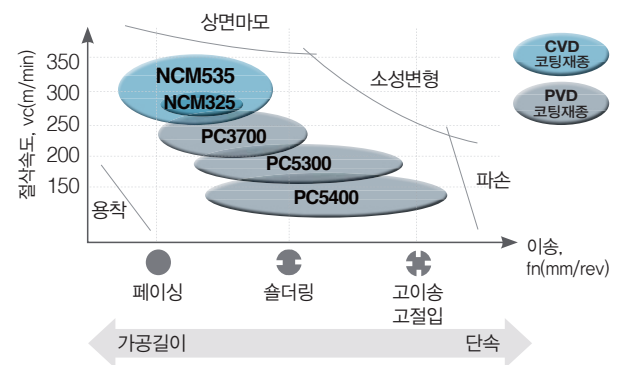 상면마모
CVD
코팅재종
PVD
코팅재종
소성변형
절삭속도, vc(m/min)
350
300
250
200
150
NCM535
NCM325
PC3700
PC5300
PC5400
용착
파손
이송,
fn(mm/rev)
페이싱
숄더링
고이송
고절입
가공길이
단속